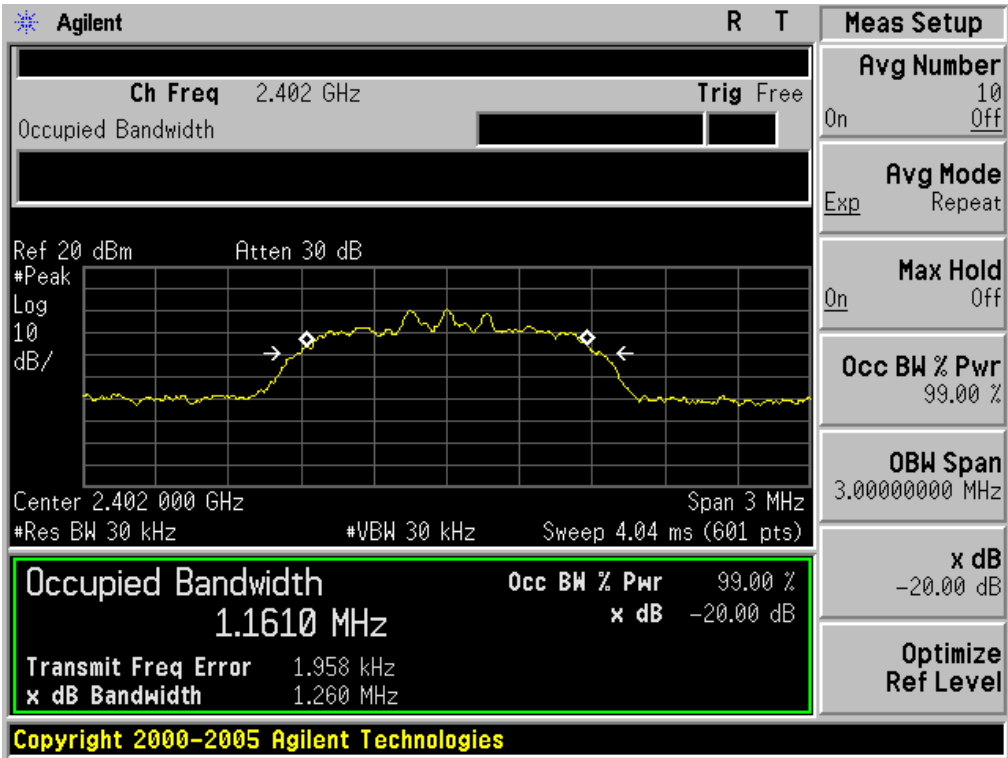 Agilent R T
Ch Freq 2.402 GHz Trig Free
Occupied Bandwidth
Ref 20 dBm Atten 30 dB
#Peak
Log
10
dB/
Center 2.402 000 GHz Span 3 MHz
#Res BW 30 kHz #VBW 30 kHz Sweep 4.04 ms (601 pts)
Occupied Bandwidth Occ BW % Pwr 99.00 %
1.1610 MHz x dB -20.00 dB
Transmit Freq Error 1.958 kHz
x dB Bandwidth 1.260 MHz
Copyright 2000-2005 Agilent Technologies
Meas Setup
Avg Number
10
On Off
Avg Mode
Exp Repeat
Max Hold
On Off
Occ BW % Pwr
99.00 %
OBW Span
3.00000000 MHz
x dB
-20.00 dB
Optimize
Ref Level